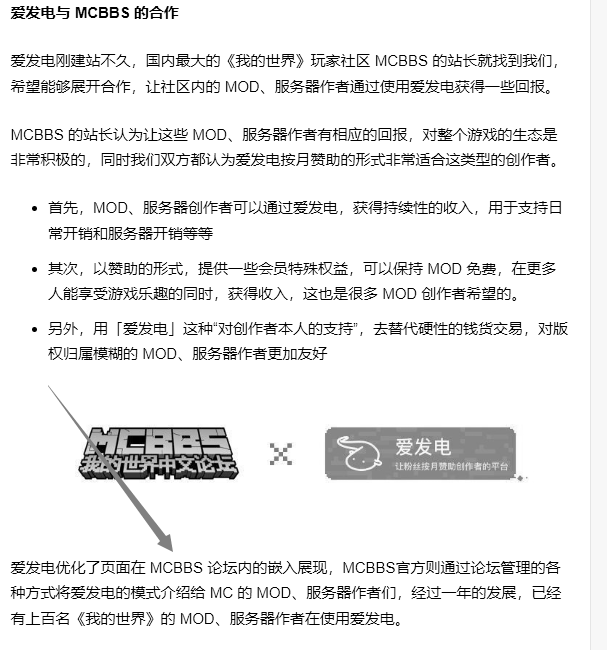 爱发电与 MCBBS 的合作
爱发电刚建站不久，国内最大的《我的世界》玩家社区 MCBBS 的站长就找到我们，
希望能够展开合作，让社区内的 MOD、服务器作者通过使用爱发电获得一些回报。
MCBBS 的站长认为让这些 MOD、服务器作者有相应的回报，对整个游戏的生态是
非常积极的，同时我们双方都认为爱发电按月赞助的形式非常适合这类型的创作者。
• 首先，MOD、服务器创作者可以通过爱发电，获得持续性的收入，用于支持日
常开销和服务器开销等等
• 其次，以赞助的形式，提供一些会员特殊权益，可以保持 MOD 免费，在更多
人能享受游戏乐趣的同时，获得收入，这也是很多 MOD 创作者希望的。
• 另外，用「爱发电」这种“对创作者本人的支持”，去替代硬性的钱货交易，对版
权归属模糊的 MOD、服务器作者更加友好
MCBBS
我的世界中文论坛
爱发电
让粉丝按月赞助创作者的平台
爱发电优化了页面在 MCBBS 论坛内的嵌入展现，MCBBS官方则通过论坛管理的各
种方式将爱发电的模式介绍给 MC 的 MOD、服务器作者们，经过一年的发展，已经
有上百名《我的世界》的 MOD、服务器作者在使用爱发电。